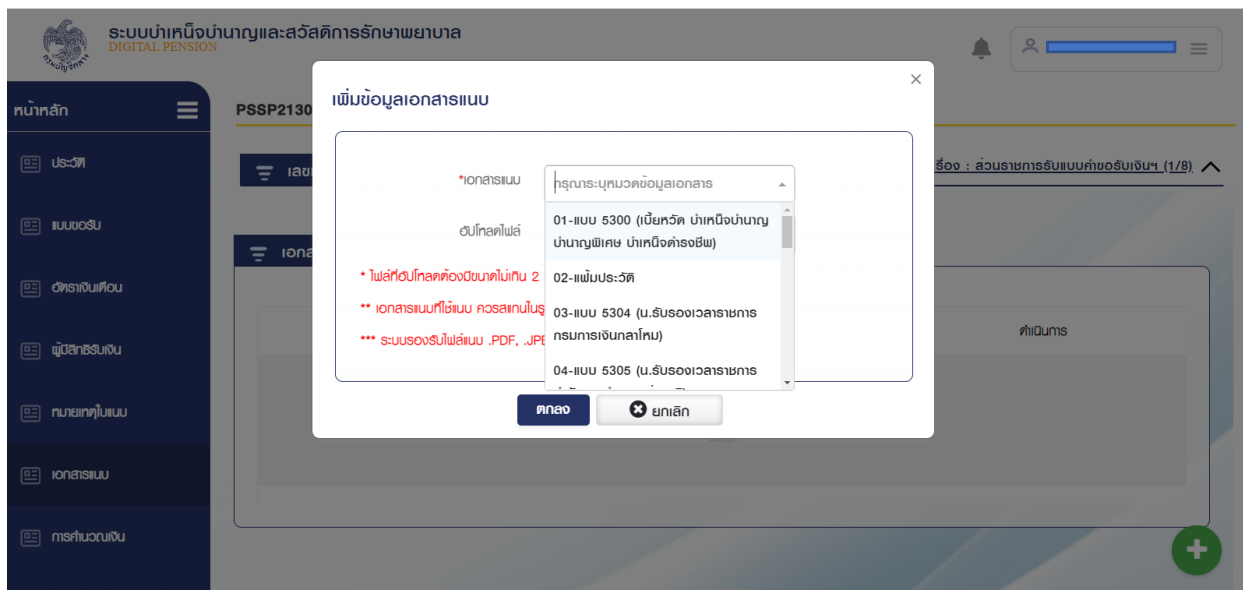 ระบบบำเหน็จบำนาญและสวัสดิการรักษาพยาบาล
DIGITAL PENSION
กรมบัญชีกลาง
หน้าหลัก
PSSP2130
ประวัติ
แบบขอรับ
อัตราเงินเดือน
ผู้มีสิทธิรับเงิน
หมายเหตุใบแนบ
เอกสารแนบ
การคำนวณเงิน
เลข
รื่อง : ส่วนราชการรับแบบคำขอรับเงินฯ (1/8)
เอกส
ดำเนินการ
×
เพิ่มข้อมูลเอกสารแนบ
*เอกสารแนบ
กรุณาระบุหมวดข้อมูลเอกสาร
01-แบบ 5300 (เบี้ยหวัด บำเหน็จบำนาญ
บำนาญพิเศษ บำเหน็จดำรงชีพ)
02-แฟ้มประวัติ
03-แบบ 5304 (น.รับรองเวลาราชการ
กรมการเงินกลาโหม)
04-แบบ 5305 (น.รับรองเวลาราชการ
อัปโหลดไฟล์
* ไฟล์ที่อัปโหลดต้องมีขนาดไม่เกิน 2
** เอกสารแนบที่ใช้แนบ ควรสแกนในรู
*** ระบบรองรับไฟล์แนบ .PDF, .JPE
ตกลง
ยกเลิก